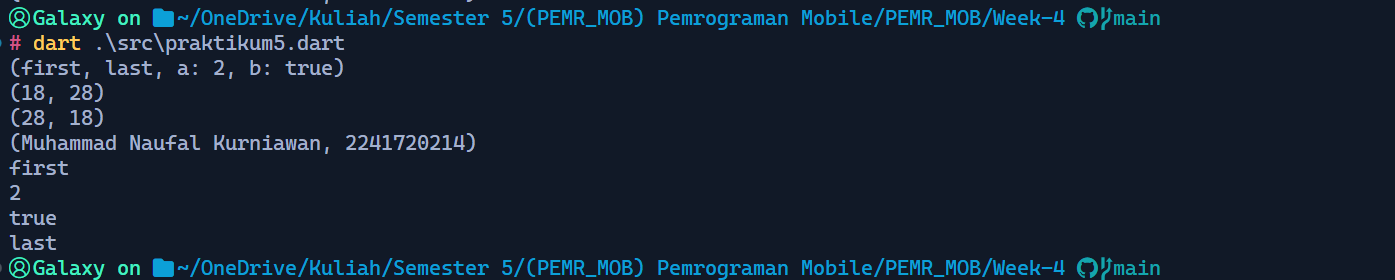 Galaxy on ~/OneDrive/Kuliah/Semester 5/(PEMR_MOB) Pemrograman Mobile/PEMR_MOB/Week-4 main
# dart .\src\praktikum5.dart
(first, last, a: 2, b: true)
(18, 28)
(28, 18)
(Muhammad Naufal Kurniawan, 2241720214)
first
2
true
last
Galaxy on ~/OneDrive/Kuliah/Semester 5/(PEMR_MOB) Pemrograman Mobile/PEMR_MOB/Week-4 main